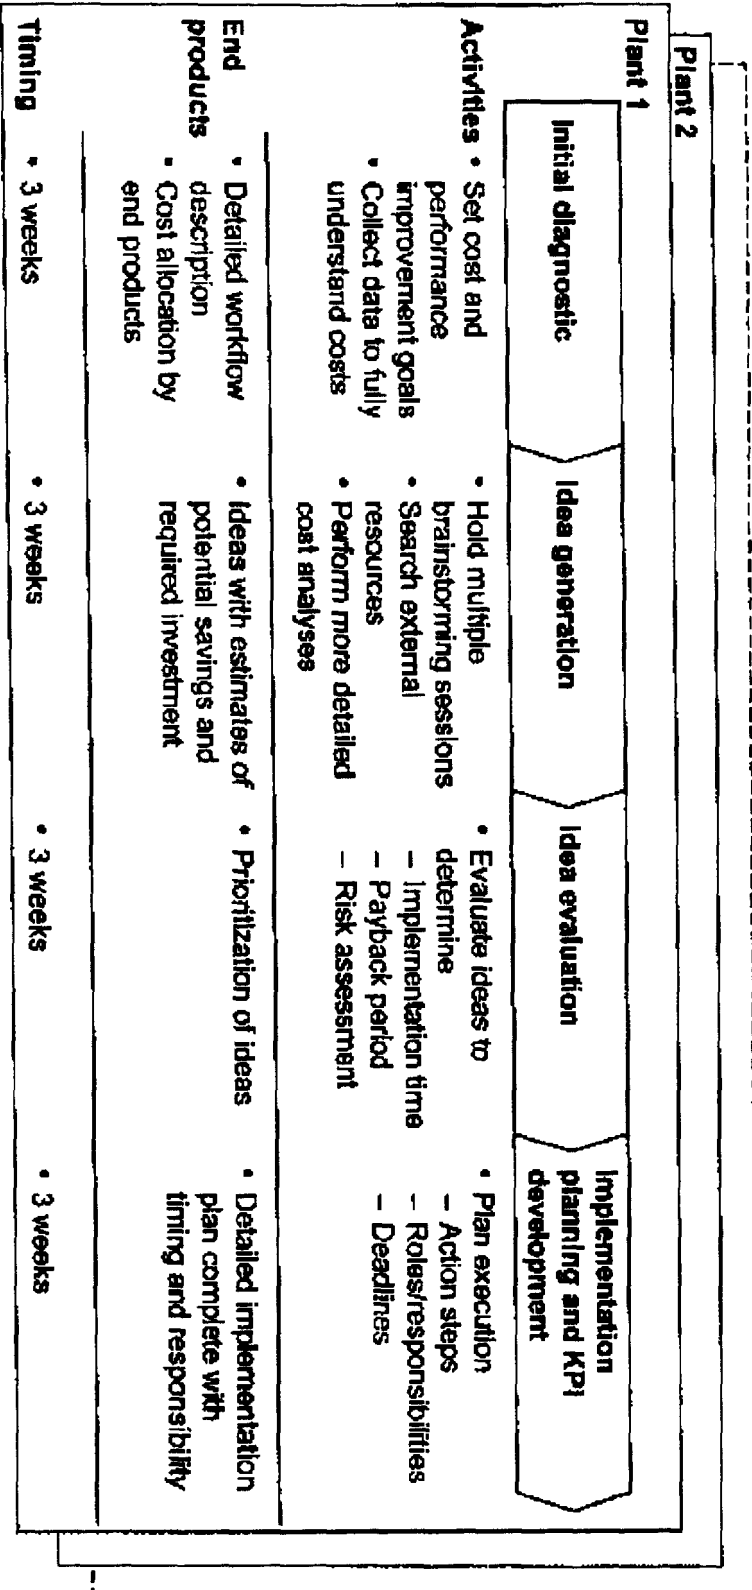 Plant 2
Plant 1
Initial diagnostic
Idea generation
Idea evaluation
Implementation
planning and KPI
development
Activities
• Set cost and
performance
improvement goals
• Collect data to fully
understand costs
• Hold multiple
brainstorming sessions
• Search external
resources
• Perform more detailed
cost analyses
• Evaluate ideas to
determine
– Implementation time
– Payback period
– Risk assessment
• Plan execution
– Action steps
– Roles/responsibilities
– Deadlines
End
products
• Detailed workflow
description
• Cost allocation by
end products
• Ideas with estimates of
potential savings and
required investment
• Prioritization of ideas
• Detailed implementation
plan complete with
timing and responsibility
Timing
• 3 weeks
• 3 weeks
• 3 weeks
• 3 weeks